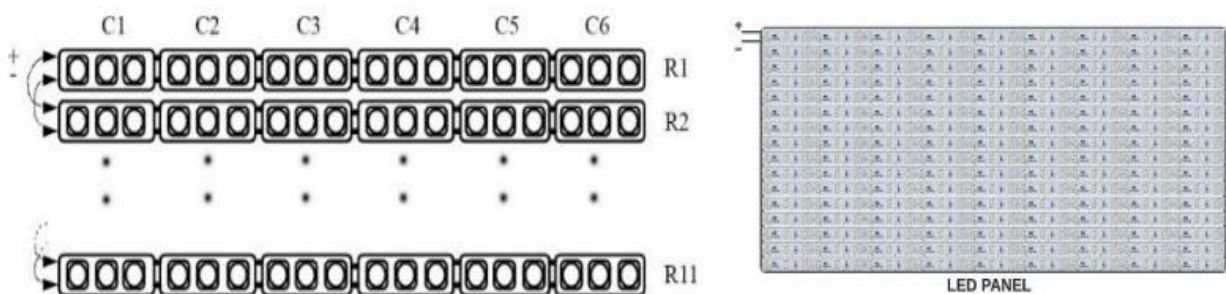 C1 C2 C3 C4 C5 C6
+
-
R1
R2
R11
+
-
LED PANEL